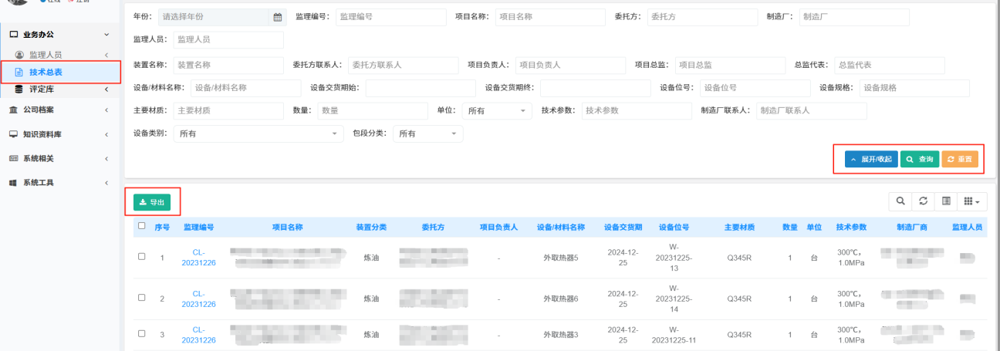 在线 注销
业务办公
监理人员
技术总表
评定库
公司档案
知识资料库
系统相关
系统工具
年份： 请选择年份 监理编号： 监理编号 项目名称： 项目名称 委托方： 委托方 制造厂： 制造厂
监理人员： 监理人员
装置名称： 装置名称 委托方联系人： 委托方联系人 项目负责人： 项目负责人 项目总监： 项目总监 总监代表： 总监代表
设备/材料名称： 设备/材料名称 设备交货期始： 设备交货期终： 设备位号： 设备位号 设备规格： 设备规格
主要材质： 主要材质 数量： 数量 单位： 所有 技术参数： 技术参数 制造厂联系人： 制造厂联系人
设备类别： 所有 包段分类： 所有
展开/收起 查询 重置
导出
序号 监理编号 项目名称 装置分类 委托方 项目负责人 设备/材料名称 设备交货期 设备位号 主要材质 数量 单位 技术参数 制造厂商 监理人员
1 CL-20231226 炼油 - 外取热器5 2024-12-25 W-20231225-13 Q345R 1 台 300℃，1.0MPa
2 CL-20231226 炼油 - 外取热器6 2024-12-25 W-20231225-14 Q345R 1 台 300℃，1.0MPa
3 CL-20231226 炼油 - 外取热器3 2024-12-25 W-20231225-11 Q345R 1 台 300℃，1.0MPa